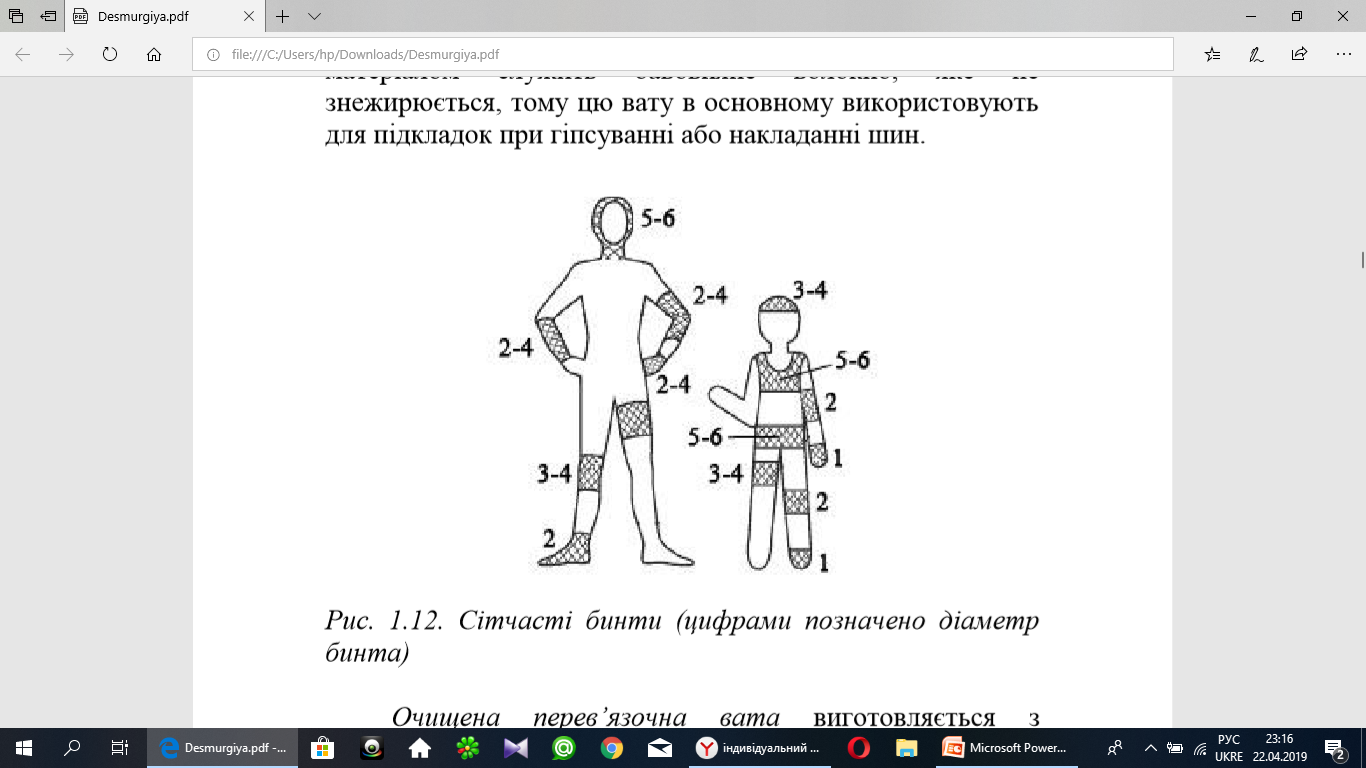 Desmurgiya.pdf
file:///C:/Users/hp/Downloads/Desmurgiya.pdf
знежирюється, тому цю вату в основному використовують
для підкладок при гіпсуванні або накладанні шин.
5-6
2-4
3-4
2-4
5-6
2-4
2
5-6
1
3-4
3-4
2
2
1
Рис. 1.12. Сітчасті бинти (цифрами позначено діаметр
бинта)
Очищена перев’язочна вата виготовляється з
Desmurgiya.pdf -...
індивідуальний ...
Microsoft Power...
РУС
UKRE
23:16
22.04.2019
2